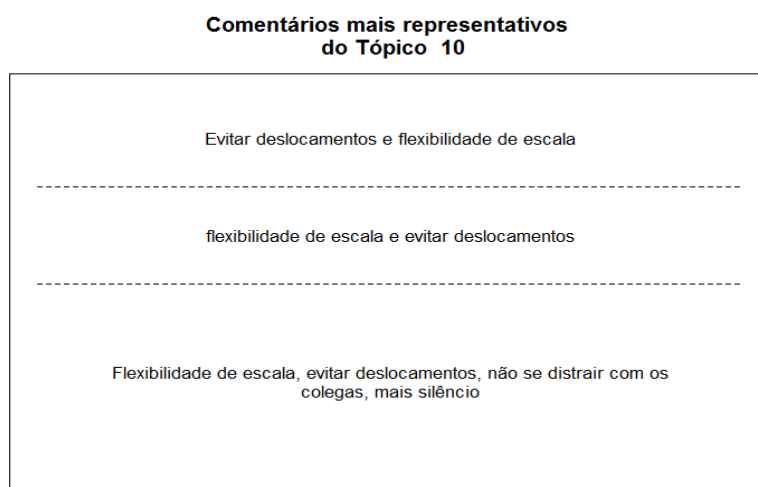 Comentários mais representativos
do Tópico 10
Evitar deslocamentos e flexibilidade de escala
flexibilidade de escala e evitar deslocamentos
Flexibilidade de escala, evitar deslocamentos, não se distrair com os
colegas, mais silêncio